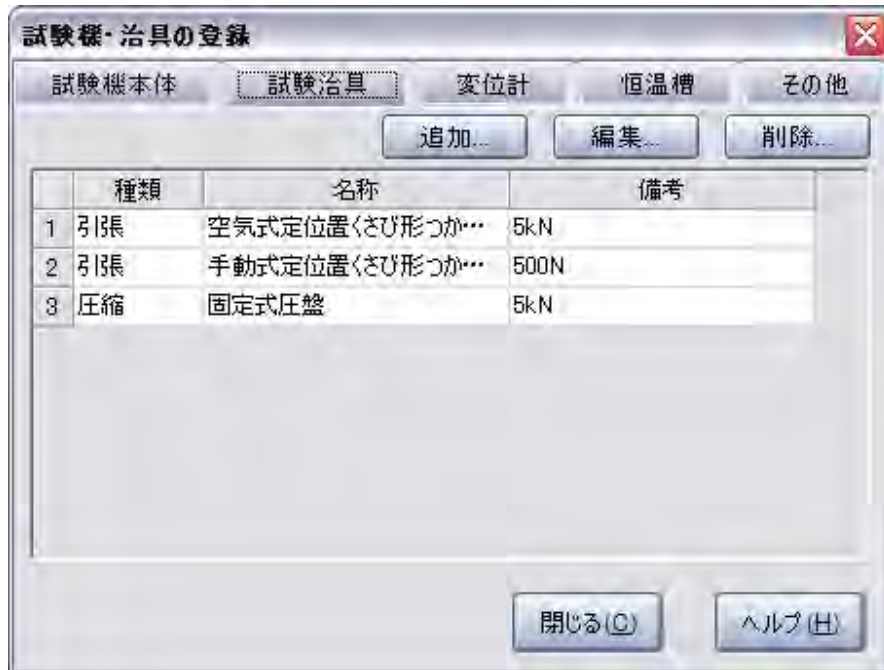 試験機・治具の登録
試験機本体 試験治具 変位計 恒温槽 その他
追加... 編集... 削除...
種類 名称 備考
1 引張 空気式定位置くさび形つか… 5kN
2 引張 手動式定位置くさび形つか… 500N
3 圧縮 固定式圧盤 5kN
閉じる(C) ヘルプ(H)